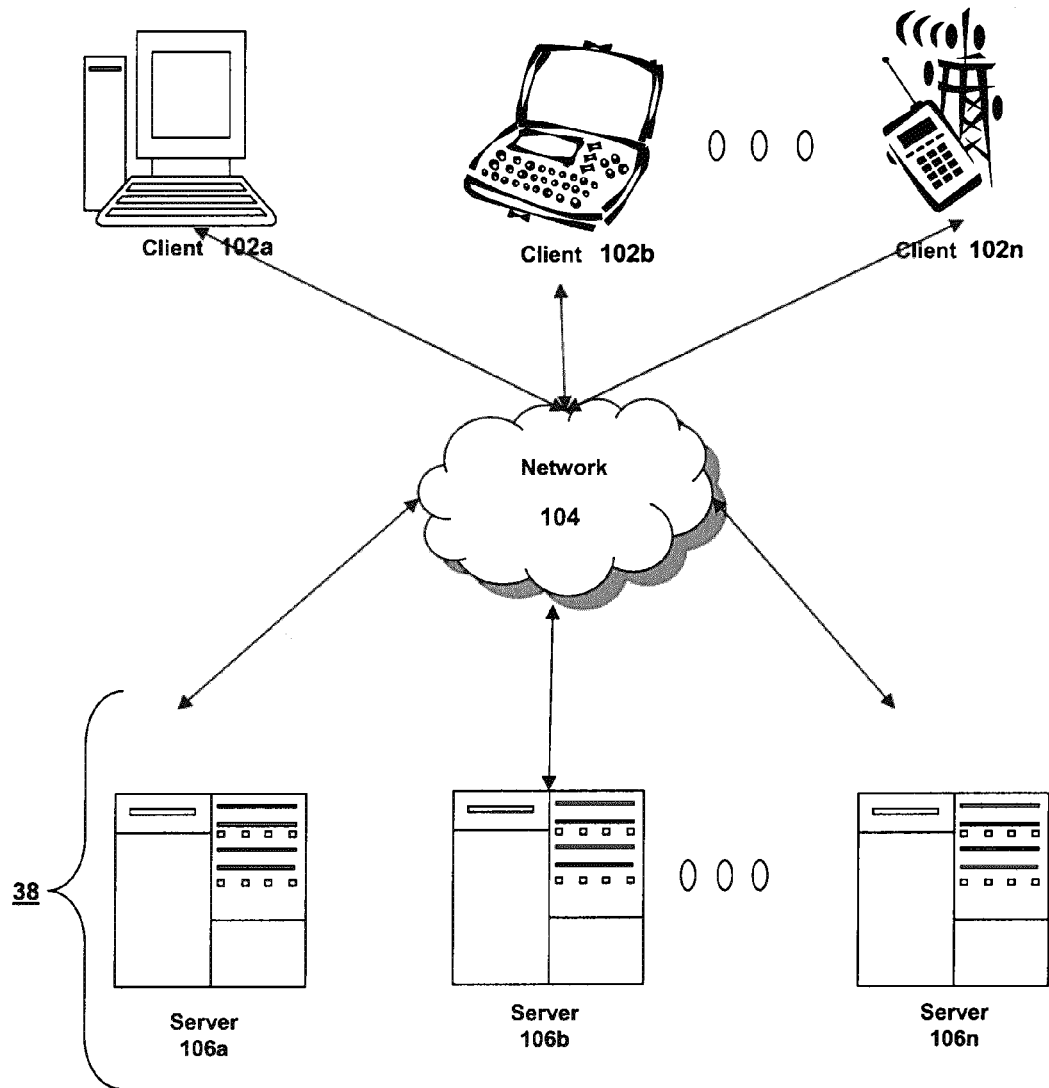 Client 102a
Client 102b
Client 102n
Network
104
38
Server
106a
Server
106b
Server
106n